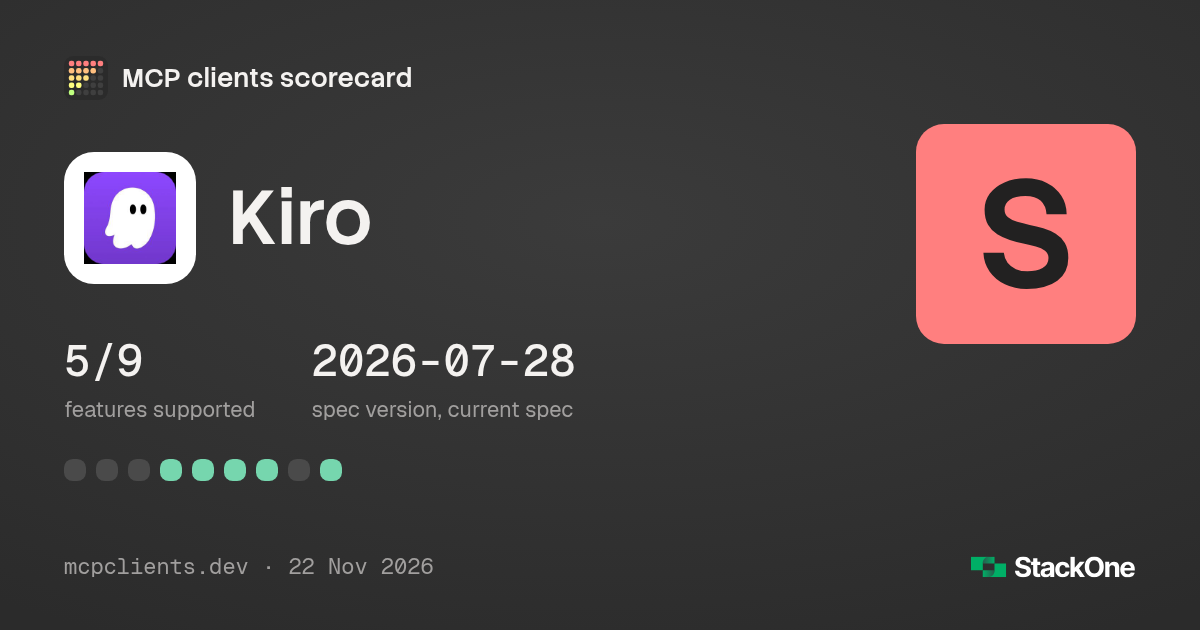 MCP clients scorecard
Kiro
S
5/9
2026-07-28
features supported
spec version, current spec
mcpclients.dev · 22 Nov 2026
StackOne